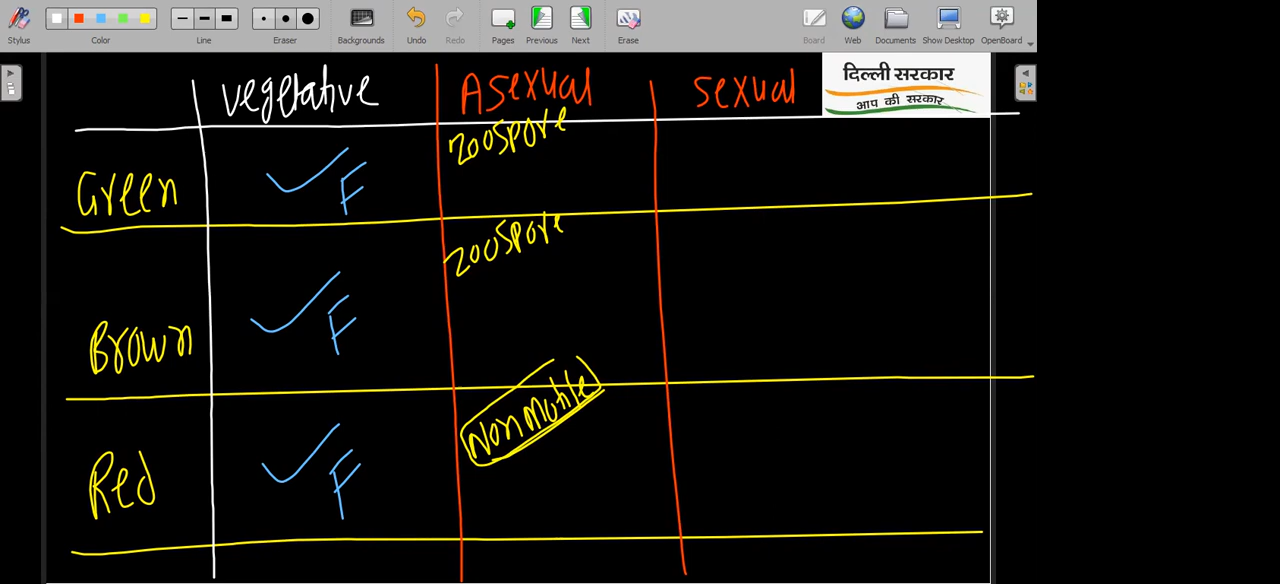 Stylus Color Line Eraser Backgrounds Undo Redo Pages Previous Next Erase Board Web Documents Show Desktop OpenBoard
vegetative Asexual sexual
दिल्ली सरकार
आप की सरकार
Green F zoospore
Brown F zoospore
Red F Nonmotile